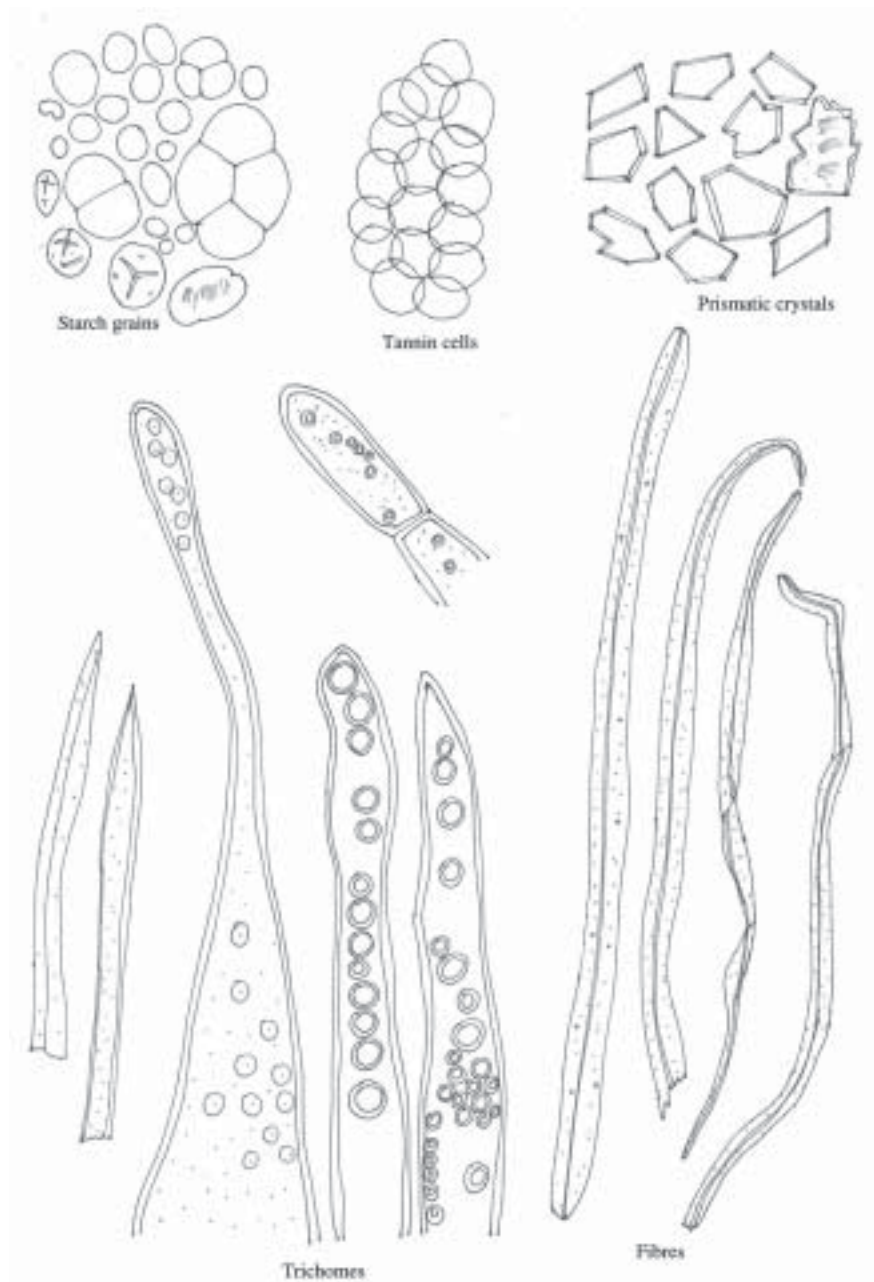 Starch grains
Tannin cells
Prismatic crystals
Trichomes
Fibres